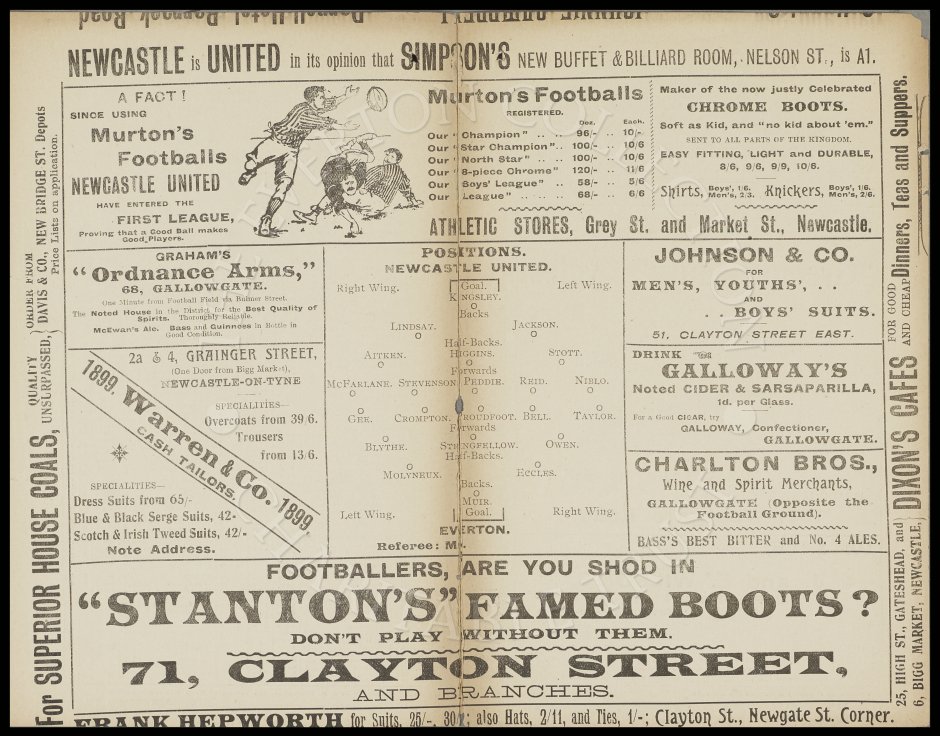 NEWCASTLE is UNITED in its opinion that SIMPSON'S NEW BUFFET & BILLIARD ROOM, NELSON ST., is A1.
A FACT!
SINCE USING
Murton's
Footballs
NEWCASTLE UNITED
HAVE ENTERED THE
FIRST LEAGUE,
Proving that a Good Ball makes
Good Players.
Murton's Footballs
REGISTERED.
Doz. Each.
Our "Champion" .. .. 96/- .. 10/-
Our "Star Champion" .. 100/- .. 10/6
Our "North Star" .. .. 100/- .. 10/6
Our "8-piece Chrome" 120/- .. 11/6
Our "Boys' League" .. 58/- .. 5/6
Our "League" .. .. 68/- .. 6/6
Maker of the now justly Celebrated
CHROME BOOTS.
Soft as Kid, and "no kid about 'em."
SENT TO ALL PARTS OF THE KINGDOM.
EASY FITTING, LIGHT and DURABLE,
8/6, 9/6, 9/9, 10/6.
Shirts, Boys', 1/6. Men's, 2/3. Knickers, Boys', 1/6. Men's, 2/6.
ATHLETIC STORES, Grey St. and Market St., Newcastle.
GRAHAM'S
"Ordnance Arms,"
68, GALLOWGATE.
One Minute from Football Field via Bulmer Street.
The Noted House in the District for the Best Quality of
Spirits. Thoroughly Reliable.
McEwan's Ale. Bass and Guinness in Bottle in
Good Condition.
2a & 4, GRAINGER STREET,
(One Door from Bigg Market),
NEWCASTLE-ON-TYNE
SPECIALITIES—
Overcoats from 39/6.
Trousers
from 13/6.
1899. Warren & Co. 1899
CASH TAILORS.
SPECIALITIES—
Dress Suits from 65/-
Blue & Black Serge Suits, 42-
Scotch & Irish Tweed Suits, 42/-
Note Address.
POSITIONS.
NEWCASTLE UNITED.
Right Wing. Goal. Left Wing.
KINGSLEY.
Backs
LINDSAY. JACKSON.
Half-Backs.
AITKEN. HIGGINS. STOTT.
Forwards
McFARLANE. STEVENSON PEDDIE. REID. NIBLO.
GEE. CROMPTON. PROUDFOOT. BELL. TAYLOR.
Forwards
BLYTHE. STRINGFELLOW. OWEN.
Half-Backs.
MOLYNEUX. ECCLES.
Backs.
MUIR.
Left Wing. Goal. Right Wing.
EVERTON.
Referee: Mr.
JOHNSON & CO.
FOR
MEN'S, YOUTHS', . .
AND
. . BOYS' SUITS.
51, CLAYTON STREET EAST.
DRINK
GALLOWAY'S
Noted CIDER & SARSAPARILLA,
1d. per Glass.
For a Good CIGAR, try
GALLOWAY, Confectioner,
GALLOWGATE.
CHARLTON BROS.,
Wine and Spirit Merchants,
GALLOWGATE (Opposite the
Football Ground).
BASS'S BEST BITTER and No. 4 ALES.
FOOTBALLERS, ARE YOU SHOD IN
"STANTON'S" FAMED BOOTS?
DON'T PLAY WITHOUT THEM.
71, CLAYTON STREET,
AND BRANCHES.
FRANK HEPWORTH for Suits, 25/-, 30/-; also Hats, 2/11, and Ties, 1/-; Clayton St., Newgate St. Corner.
For SUPERIOR HOUSE COALS,
QUALITY
UNSURPASSED,
ORDER FROM
DAVIS & CO., NEW BRIDGE ST. Depots
Price Lists on application.
25, HIGH ST., GATESHEAD, and
6, BIGG MARKET, NEWCASTLE,
DIXON'S CAFES
FOR GOOD
AND CHEAP
Dinners, Teas and Suppers.